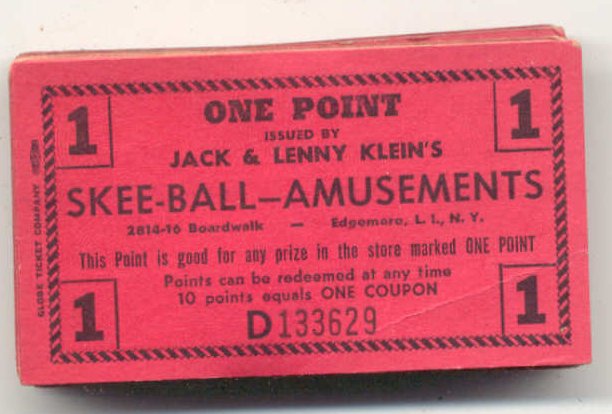 1
ONE POINT
1
ISSUED BY
JACK & LENNY KLEIN'S
SKEE-BALL—AMUSEMENTS
2814-16 Boardwalk — Edgemere, L. I., N. Y.
This Point is good for any prize in the store marked ONE POINT
Points can be redeemed at any time
10 points equals ONE COUPON
1
D133629
1
GLOBE TICKET COMPANY